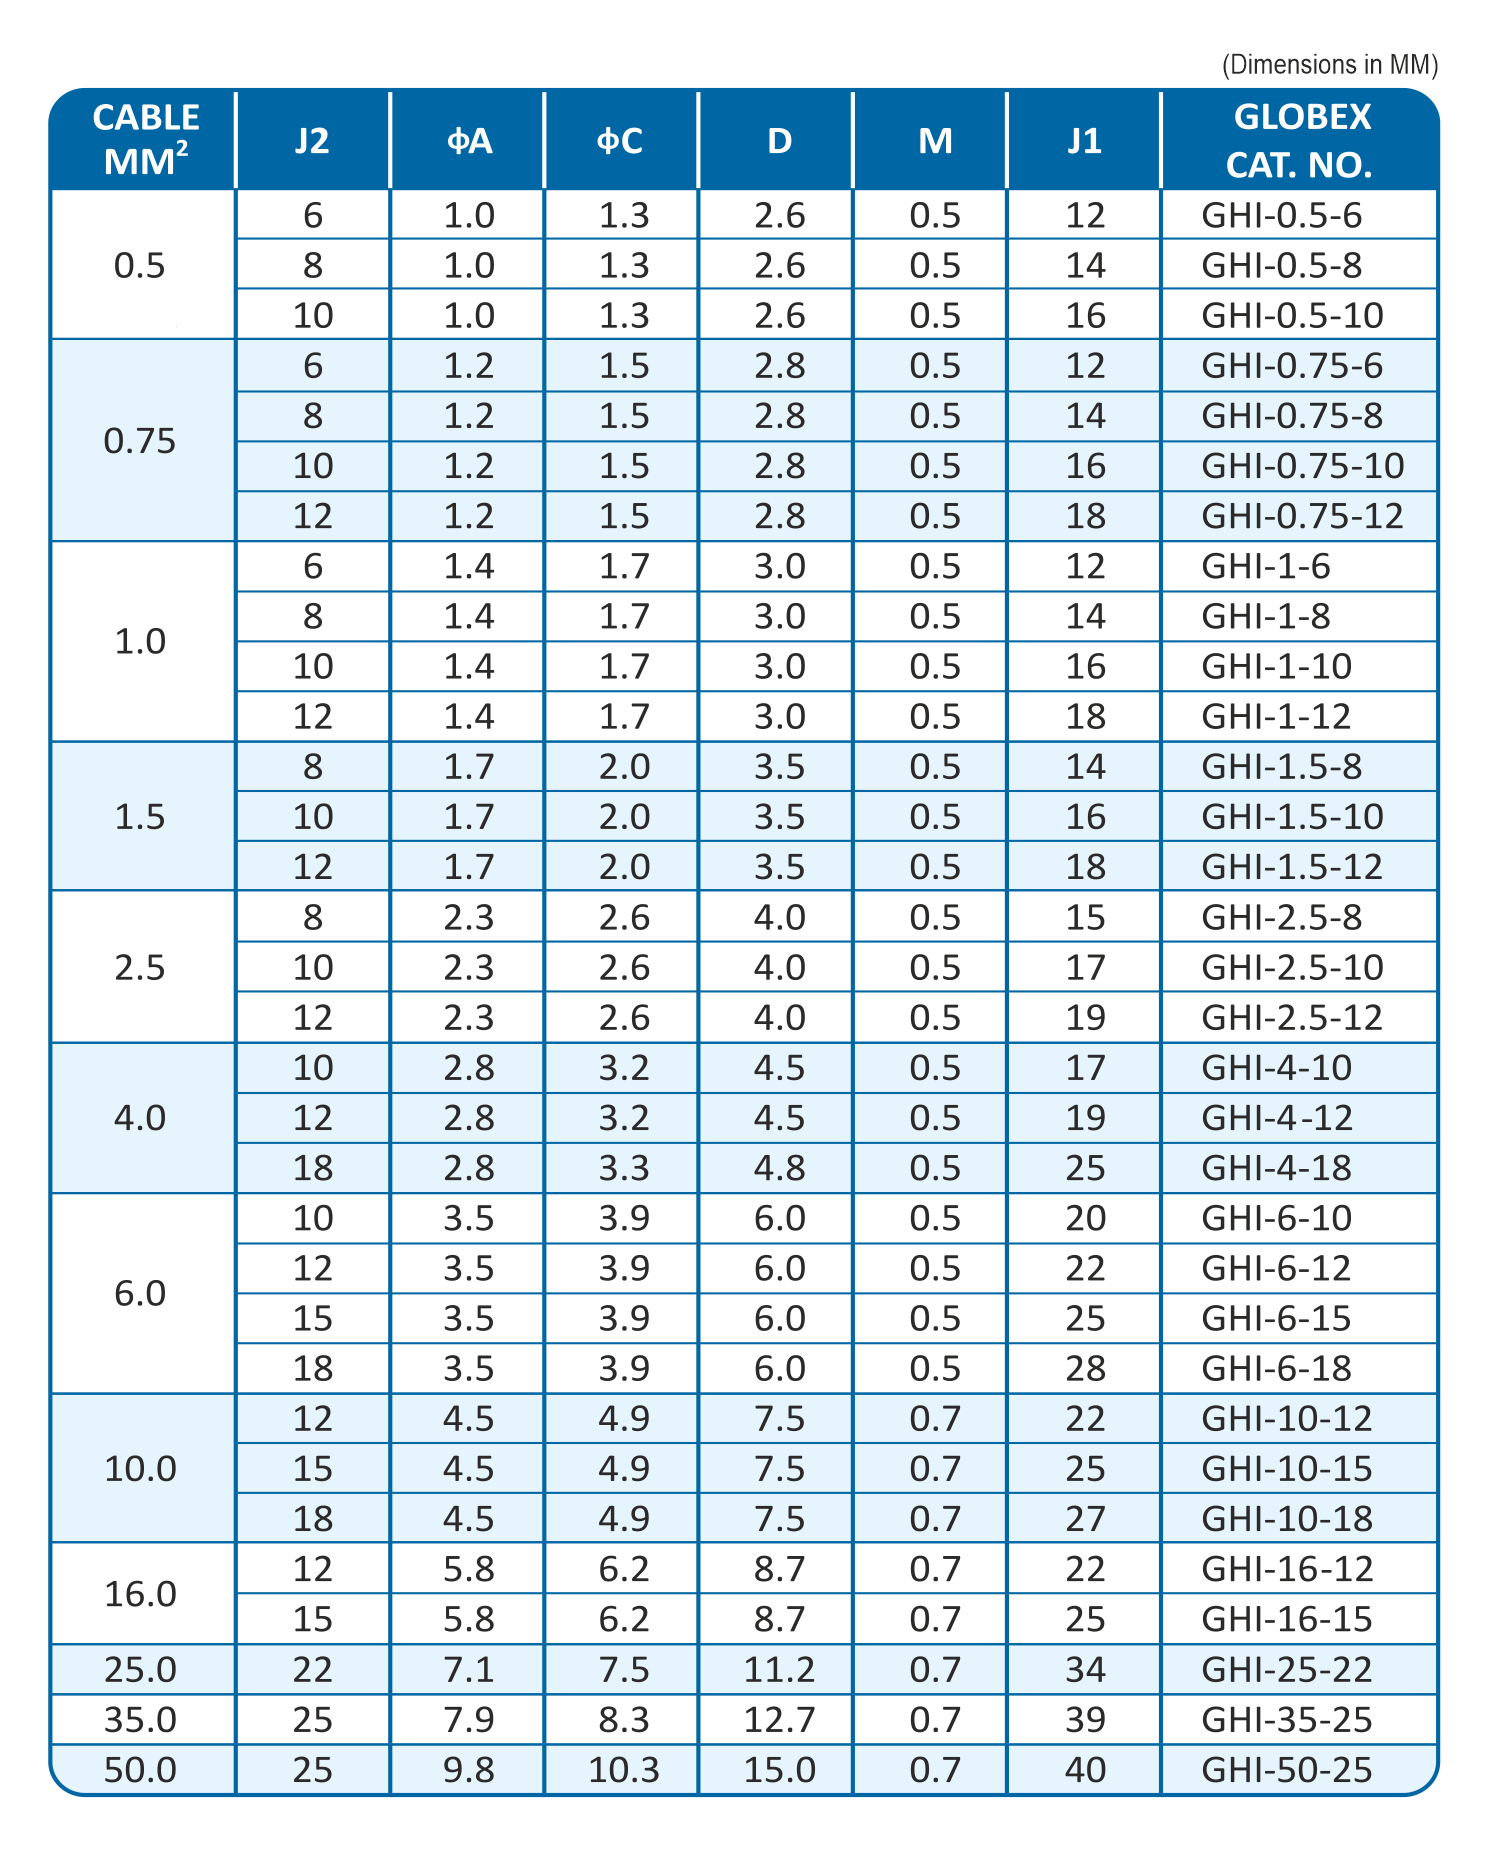 (Dimensions in MM)
CABLE MM² J2 ϕA ϕC D M J1 GLOBEX CAT. NO.
0.5 6 1.0 1.3 2.6 0.5 12 GHI-0.5-6
8 1.0 1.3 2.6 0.5 14 GHI-0.5-8
10 1.0 1.3 2.6 0.5 16 GHI-0.5-10
0.75 6 1.2 1.5 2.8 0.5 12 GHI-0.75-6
8 1.2 1.5 2.8 0.5 14 GHI-0.75-8
10 1.2 1.5 2.8 0.5 16 GHI-0.75-10
12 1.2 1.5 2.8 0.5 18 GHI-0.75-12
1.0 6 1.4 1.7 3.0 0.5 12 GHI-1-6
8 1.4 1.7 3.0 0.5 14 GHI-1-8
10 1.4 1.7 3.0 0.5 16 GHI-1-10
12 1.4 1.7 3.0 0.5 18 GHI-1-12
1.5 8 1.7 2.0 3.5 0.5 14 GHI-1.5-8
10 1.7 2.0 3.5 0.5 16 GHI-1.5-10
12 1.7 2.0 3.5 0.5 18 GHI-1.5-12
2.5 8 2.3 2.6 4.0 0.5 15 GHI-2.5-8
10 2.3 2.6 4.0 0.5 17 GHI-2.5-10
12 2.3 2.6 4.0 0.5 19 GHI-2.5-12
4.0 10 2.8 3.2 4.5 0.5 17 GHI-4-10
12 2.8 3.2 4.5 0.5 19 GHI-4-12
18 2.8 3.3 4.8 0.5 25 GHI-4-18
6.0 10 3.5 3.9 6.0 0.5 20 GHI-6-10
12 3.5 3.9 6.0 0.5 22 GHI-6-12
15 3.5 3.9 6.0 0.5 25 GHI-6-15
18 3.5 3.9 6.0 0.5 28 GHI-6-18
10.0 12 4.5 4.9 7.5 0.7 22 GHI-10-12
15 4.5 4.9 7.5 0.7 25 GHI-10-15
18 4.5 4.9 7.5 0.7 27 GHI-10-18
16.0 12 5.8 6.2 8.7 0.7 22 GHI-16-12
15 5.8 6.2 8.7 0.7 25 GHI-16-15
25.0 22 7.1 7.5 11.2 0.7 34 GHI-25-22
35.0 25 7.9 8.3 12.7 0.7 39 GHI-35-25
50.0 25 9.8 10.3 15.0 0.7 40 GHI-50-25